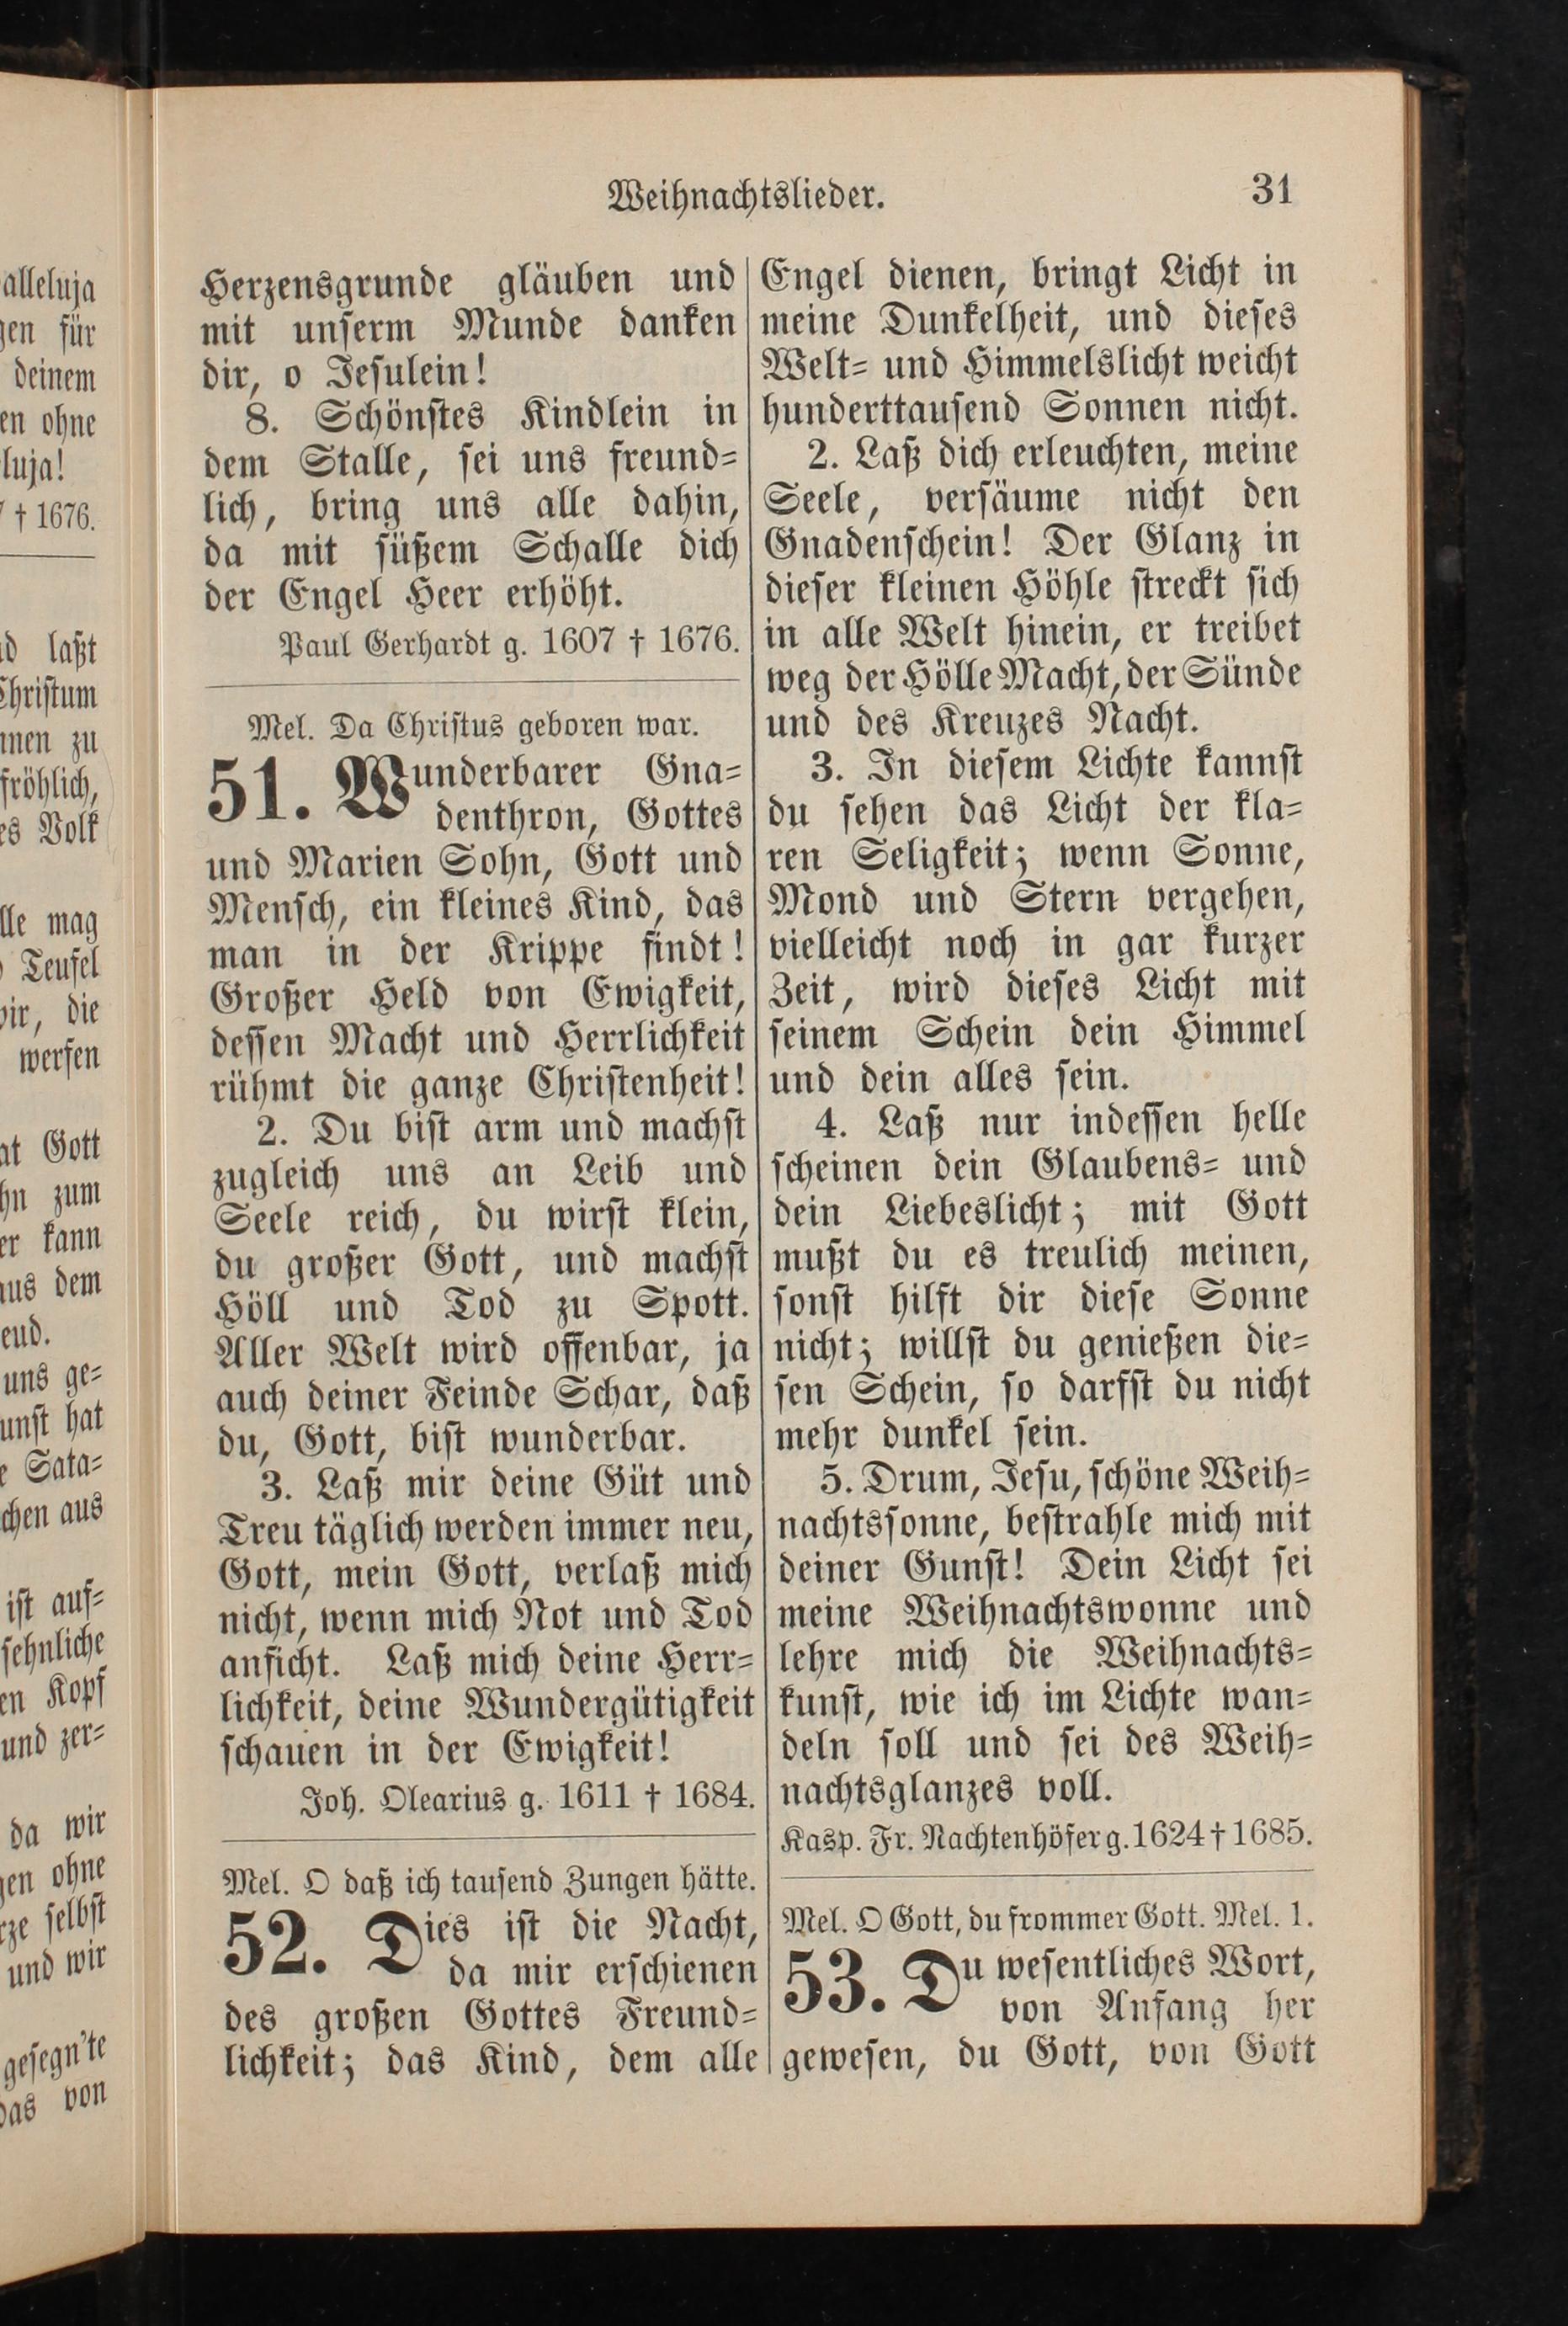 Weihnachtslieder.
31
Herzensgrunde gläuben und
mit unserm Munde danken
dir, o Jesulein!
8. Schönstes Kindlein in
dem Stalle, sei uns freund=
lich, bring uns alle dahin,
da mit süßem Schalle dich
der Engel Heer erhöht.
Paul Gerhardt g. 1607 † 1676.
Mel. Da Christus geboren war.
51. Wunderbarer Gna=
denthron, Gottes
und Marien Sohn, Gott und
Mensch, ein kleines Kind, das
man in der Krippe findt!
Großer Held von Ewigkeit,
dessen Macht und Herrlichkeit
rühmt die ganze Christenheit!
2. Du bist arm und machst
zugleich uns an Leib und
Seele reich, du wirst klein,
du großer Gott, und machst
Höll und Tod zu Spott.
Aller Welt wird offenbar, ja
auch deiner Feinde Schar, daß
du, Gott, bist wunderbar.
3. Laß mir deine Güt und
Treu täglich werden immer neu,
Gott, mein Gott, verlaß mich
nicht, wenn mich Not und Tod
anficht. Laß mich deine Herr=
lichkeit, deine Wundergütigkeit
schauen in der Ewigkeit!
Joh. Olearius g. 1611 † 1684.
Mel. O daß ich tausend Zungen hätte.
52. Dies ist die Nacht,
da mir erschienen
des großen Gottes Freund=
lichkeit; das Kind, dem alle
Engel dienen, bringt Licht in
meine Dunkelheit, und dieses
Welt= und Himmelslicht weicht
hunderttausend Sonnen nicht.
2. Laß dich erleuchten, meine
Seele, versäume nicht den
Gnadenschein! Der Glanz in
dieser kleinen Höhle streckt sich
in alle Welt hinein, er treibet
weg der Hölle Macht, der Sünde
und des Kreuzes Nacht.
3. In diesem Lichte kannst
du sehen das Licht der kla=
ren Seligkeit; wenn Sonne,
Mond und Stern vergehen,
vielleicht noch in gar kurzer
Zeit, wird dieses Licht mit
seinem Schein dein Himmel
und dein alles sein.
4. Laß nur indessen helle
scheinen dein Glaubens= und
dein Liebeslicht; mit Gott
mußt du es treulich meinen,
sonst hilft dir diese Sonne
nicht; willst du genießen die=
sen Schein, so darfst du nicht
mehr dunkel sein.
5. Drum, Jesu, schöne Weih=
nachtssonne, bestrahle mich mit
deiner Gunst! Dein Licht sei
meine Weihnachtswonne und
lehre mich die Weihnachts=
kunst, wie ich im Lichte wan=
deln soll und sei des Weih=
nachtsglanzes voll.
Kasp. Fr. Nachtenhöfer g. 1624 † 1685.
Mel. O Gott, du frommer Gott. Mel. 1.
53. Du wesentliches Wort,
von Anfang her
gewesen, du Gott, von Gott